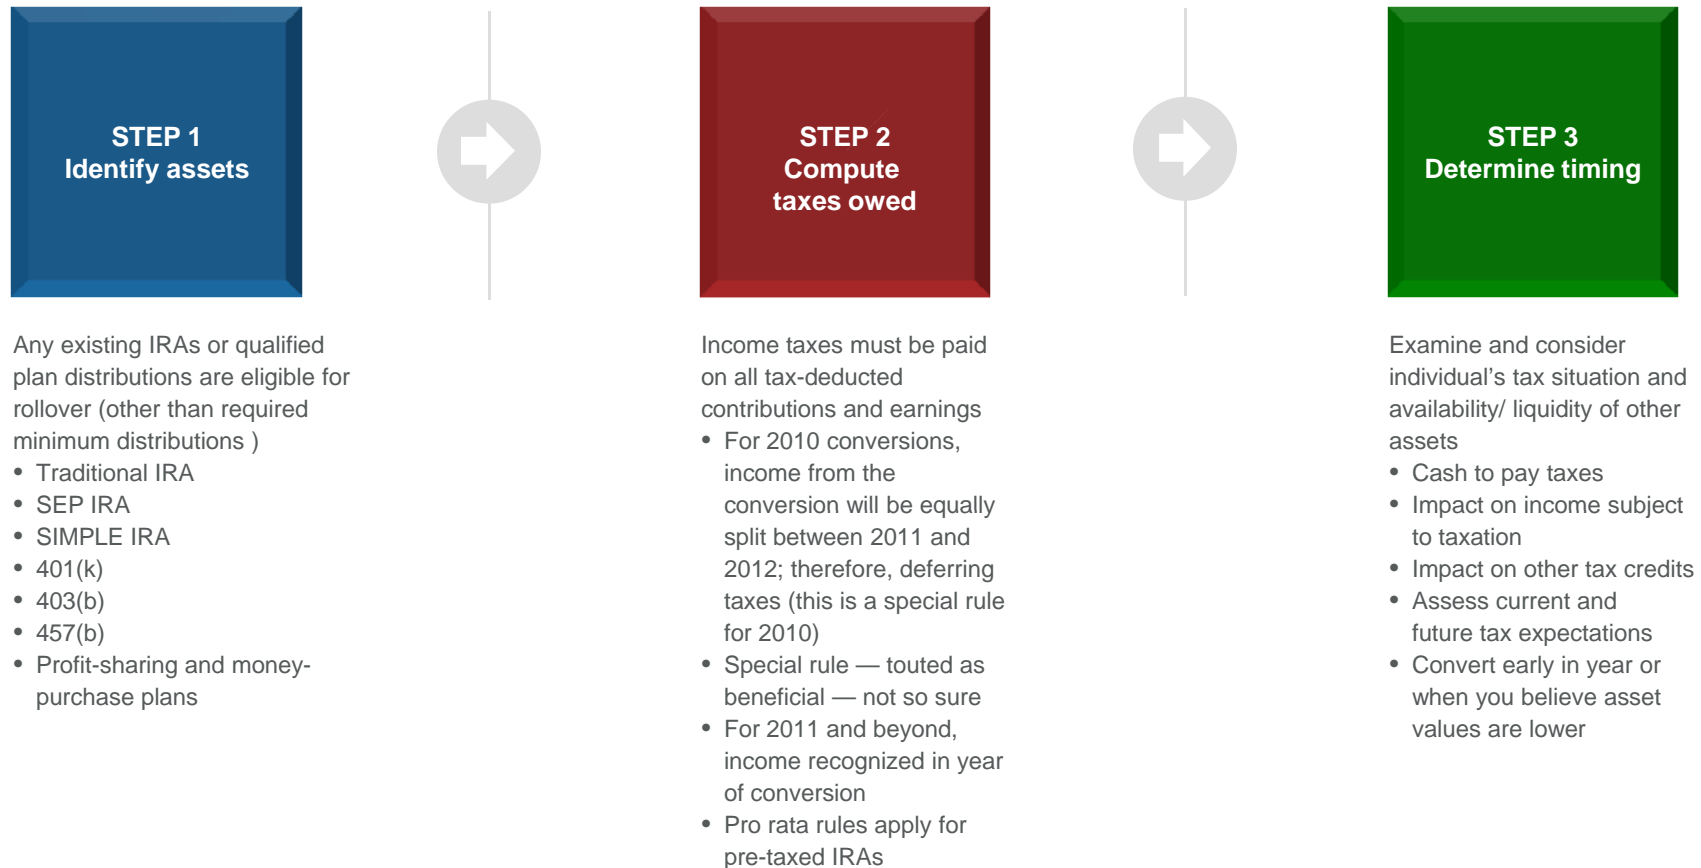 STEP 1
Identify assets
Any existing IRAs or qualified
plan distributions are eligible for
rollover (other than required
minimum distributions )
• Traditional IRA
• SEP IRA
• SIMPLE IRA
• 401(k)
• 403(b)
• 457(b)
• Profit-sharing and money-
purchase plans
STEP 2
Compute
taxes owed
Income taxes must be paid
on all tax-deducted
contributions and earnings
• For 2010 conversions,
income from the
conversion will be equally
split between 2011 and
2012; therefore, deferring
taxes (this is a special rule
for 2010)
• Special rule — touted as
beneficial — not so sure
• For 2011 and beyond,
income recognized in year
of conversion
• Pro rata rules apply for
pre-taxed IRAs
STEP 3
Determine timing
Examine and consider
individual’s tax situation and
availability/ liquidity of other
assets
• Cash to pay taxes
• Impact on income subject
to taxation
• Impact on other tax credits
• Assess current and
future tax expectations
• Convert early in year or
when you believe asset
values are lower